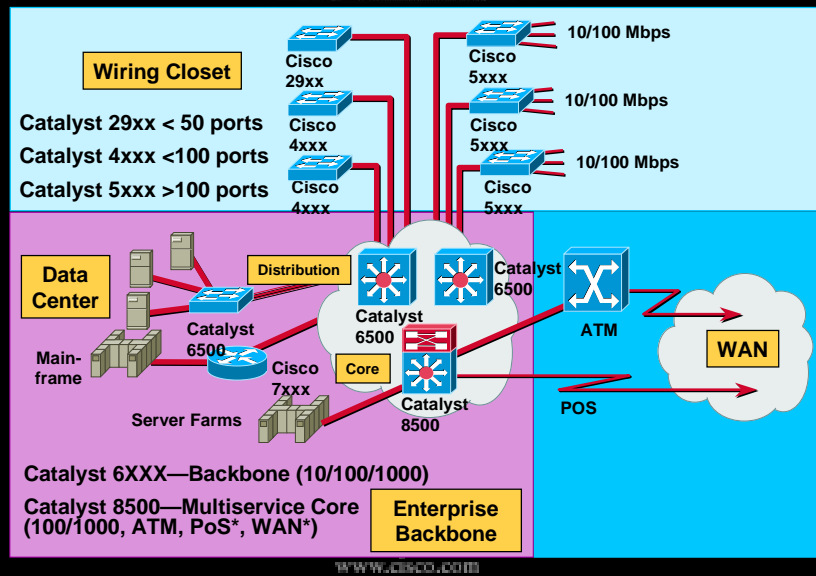 Wiring Closet
Catalyst 29xx < 50 ports
Catalyst 4xxx <100 ports
Catalyst 5xxx >100 ports
Cisco
29xx
Cisco
4xxx
Cisco
4xxx
Cisco
5xxx
Cisco
5xxx
Cisco
5xxx
10/100 Mbps
10/100 Mbps
10/100 Mbps
Data
Center
Distribution
Catalyst
6500
Catalyst
6500
Catalyst
6500
Main-
frame
Cisco
7xxx
Core
Server Farms
Catalyst
8500
ATM
POS
WAN
Catalyst 6XXX—Backbone (10/100/1000)
Catalyst 8500—Multiservice Core
(100/1000, ATM, PoS*, WAN*)
Enterprise
Backbone
www.cisco.com